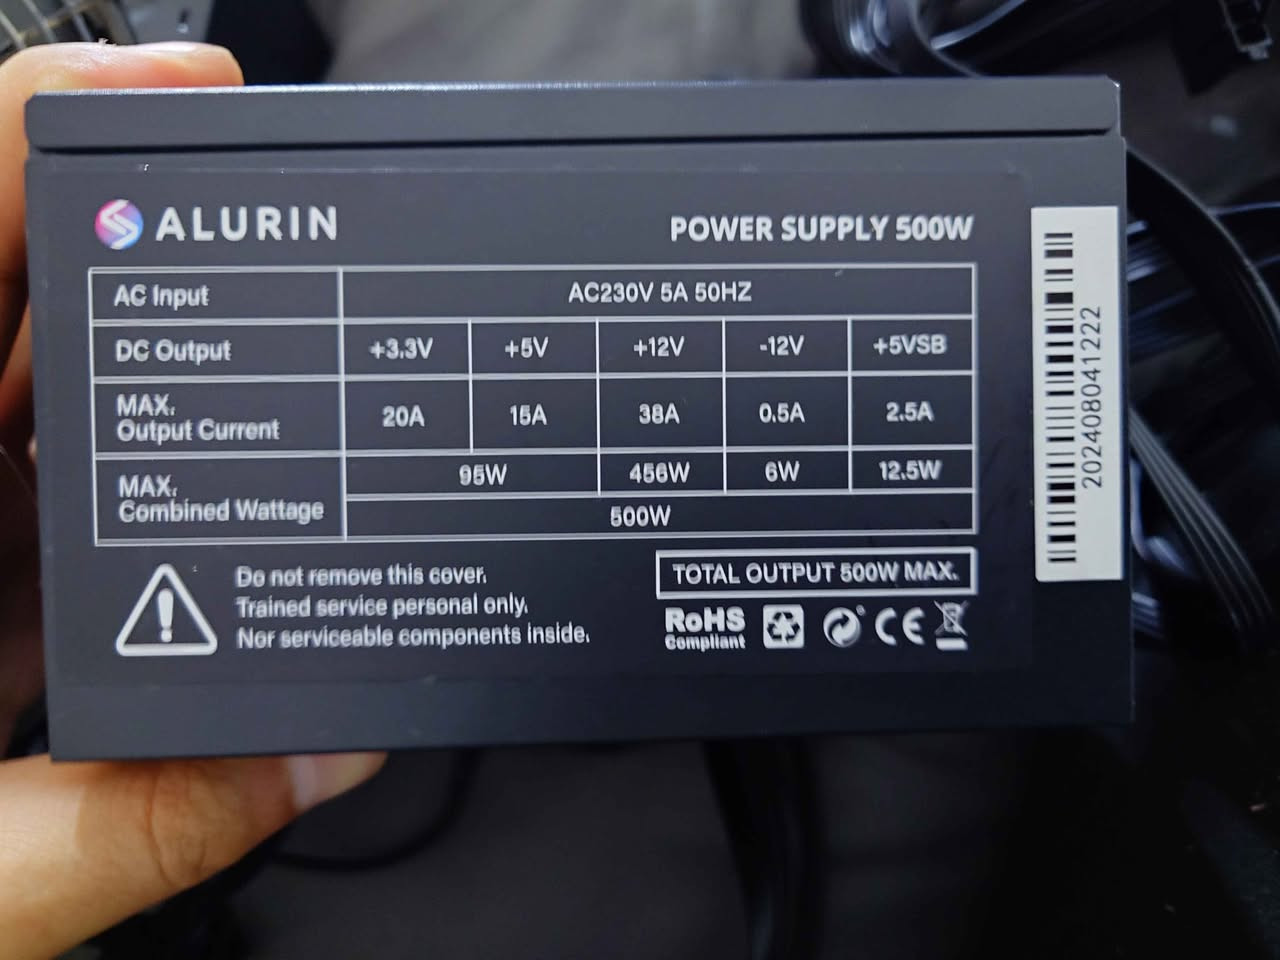 ALURIN
POWER SUPPLY 500W
AC Input AC230V 5A 50HZ
DC Output +3.3V +5V +12V -12V +5VSB
MAX.
Output Current 20A 15A 38A 0.5A 2.5A
MAX.
Combined Wattage 95W 456W 6W 12.5W
500W
Do not remove this cover.
Trained service personal only.
Nor serviceable components inside.
TOTAL OUTPUT 500W MAX.
RoHS
Compliant
CE
202408041222